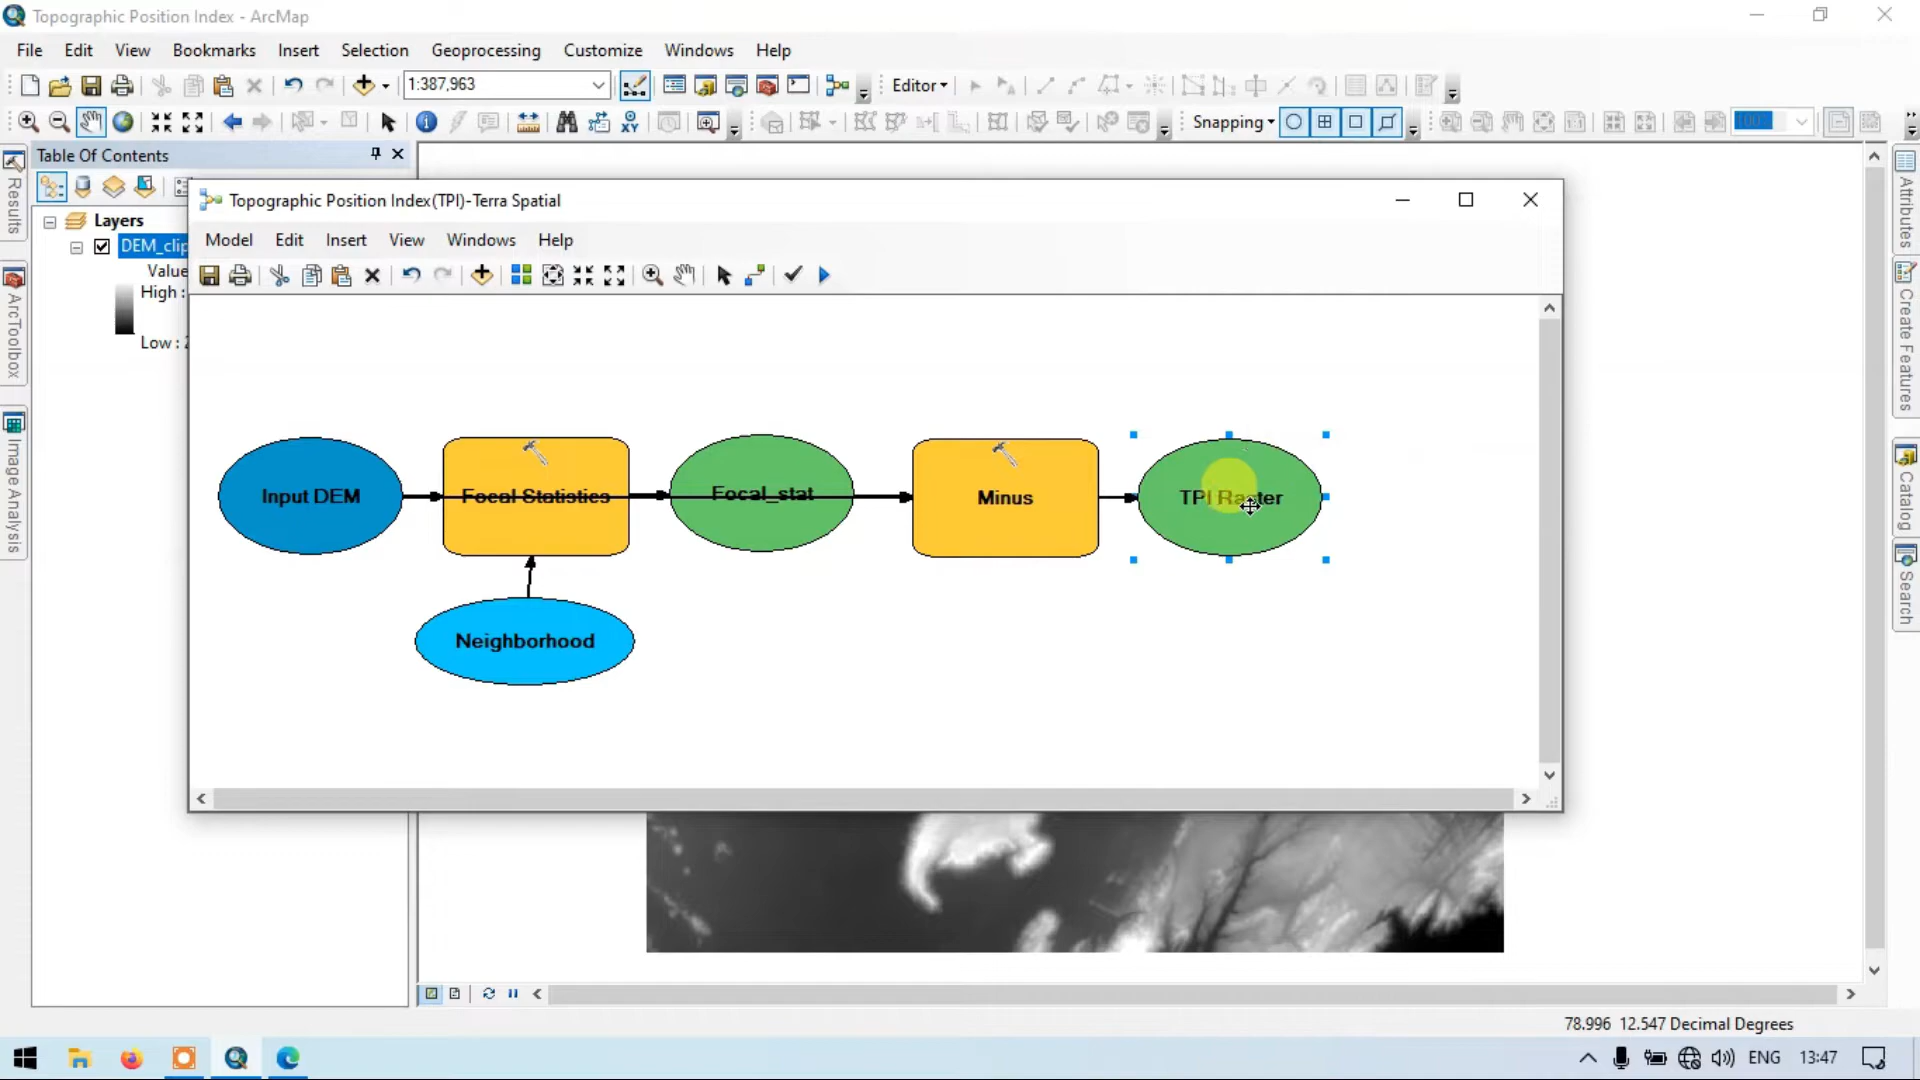 Topographic Position Index - ArcMap
File Edit View Bookmarks Insert Selection Geoprocessing Customize Windows Help
1:387,963
Editor
Snapping
Table Of Contents
Results
ArcToolbox
Image Analysis
Layers
DEM_clip
Value
High :
Low : 2
Topographic Position Index(TPI)-Terra Spatial
Model Edit Insert View Windows Help
Input DEM
Focal Statistics
Focal_stat
Minus
TPI Raster
Neighborhood
Attributes
Create Features
Catalog
Search
78.996 12.547 Decimal Degrees
ENG
13:47